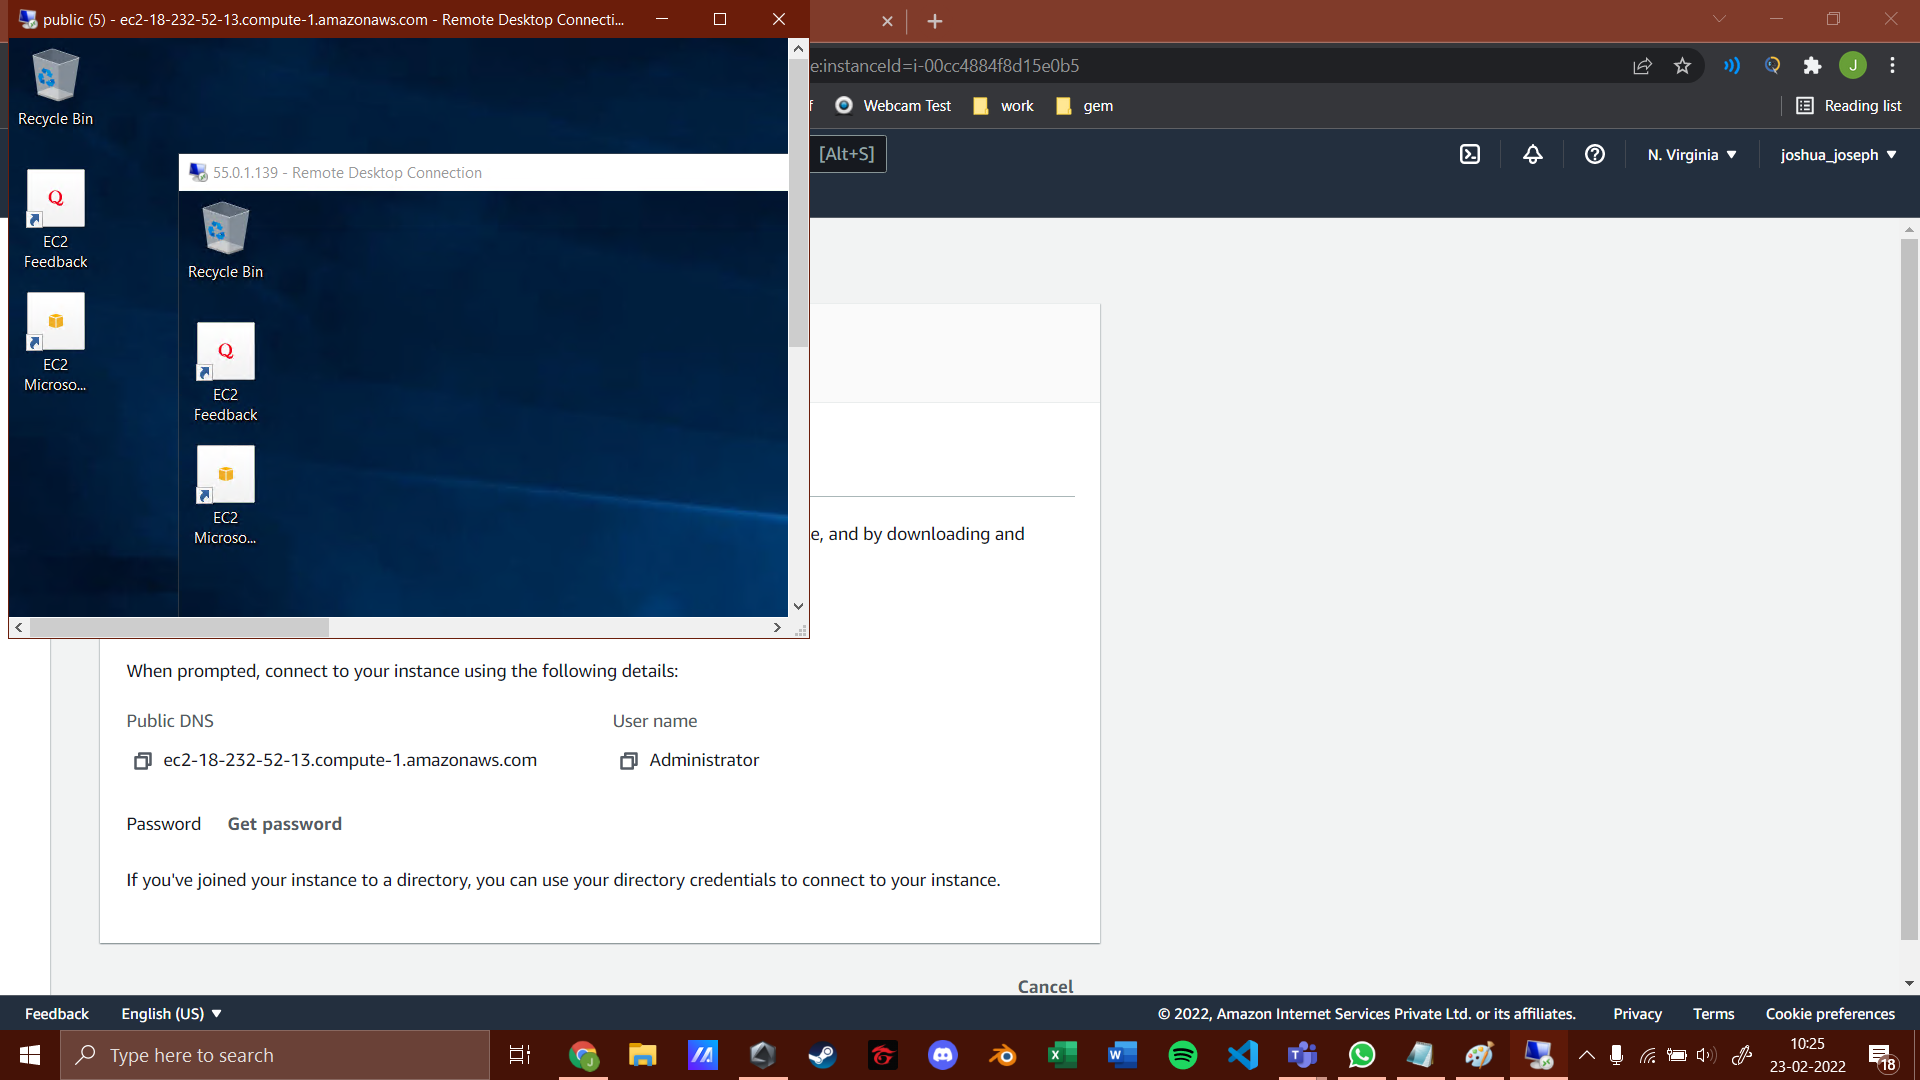 public (5) - ec2-18-232-52-13.compute-1.amazonaws.com - Remote Desktop Connecti...
e:instanceId=i-00cc4884f8d15e0b5
J
Webcam Test
work
gem
Reading list
[Alt+S]
N. Virginia
joshua_joseph
Recycle Bin
Q
EC2
Feedback
EC2
Microso...
55.0.1.139 - Remote Desktop Connection
Recycle Bin
Q
EC2
Feedback
EC2
Microso...
e, and by downloading and
When prompted, connect to your instance using the following details:
Public DNS
User name
ec2-18-232-52-13.compute-1.amazonaws.com
Administrator
Password
Get password
If you've joined your instance to a directory, you can use your directory credentials to connect to your instance.
Cancel
Feedback
English (US)
© 2022, Amazon Internet Services Private Ltd. or its affiliates.
Privacy
Terms
Cookie preferences
Type here to search
10:25
23-02-2022
18